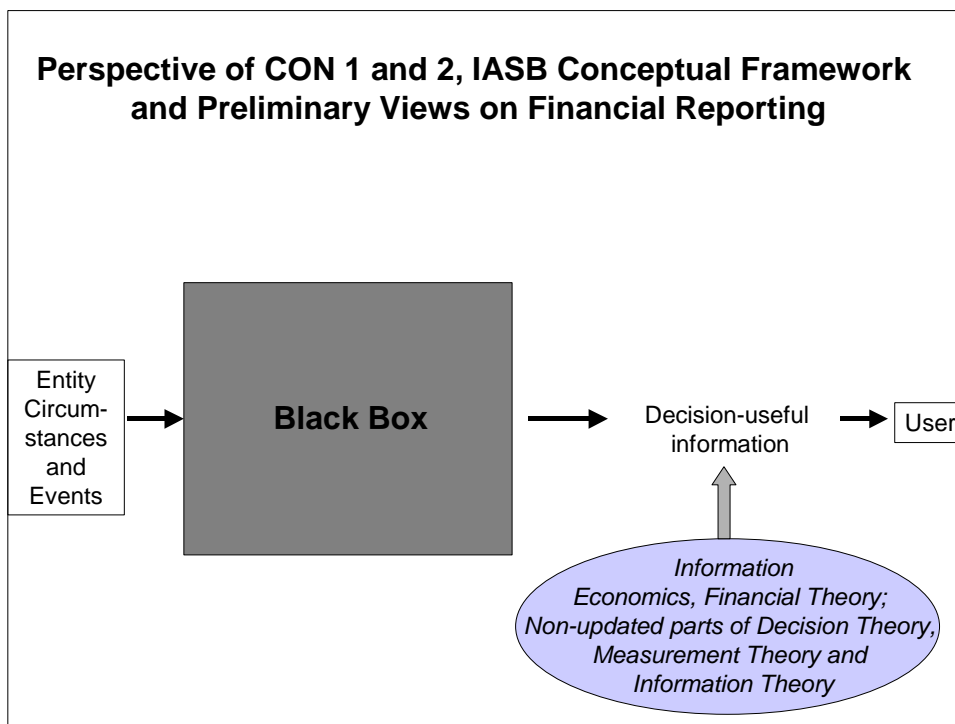 Perspective of CON 1 and 2, IASB Conceptual Framework
and Preliminary Views on Financial Reporting
Entity
Circum-
stances
and
Events
Black Box
Decision-useful
information
User
Information
Economics, Financial Theory;
Non-updated parts of Decision Theory,
Measurement Theory and
Information Theory